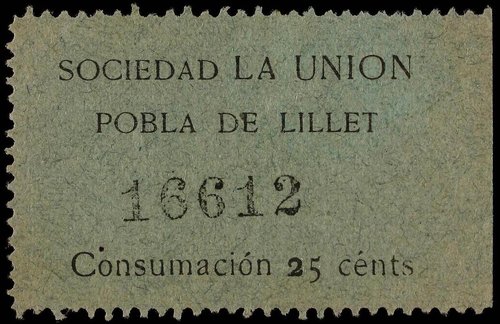 SOCIEDAD LA UNION
POBLA DE LILLET
16612
Consumación 25 cénts